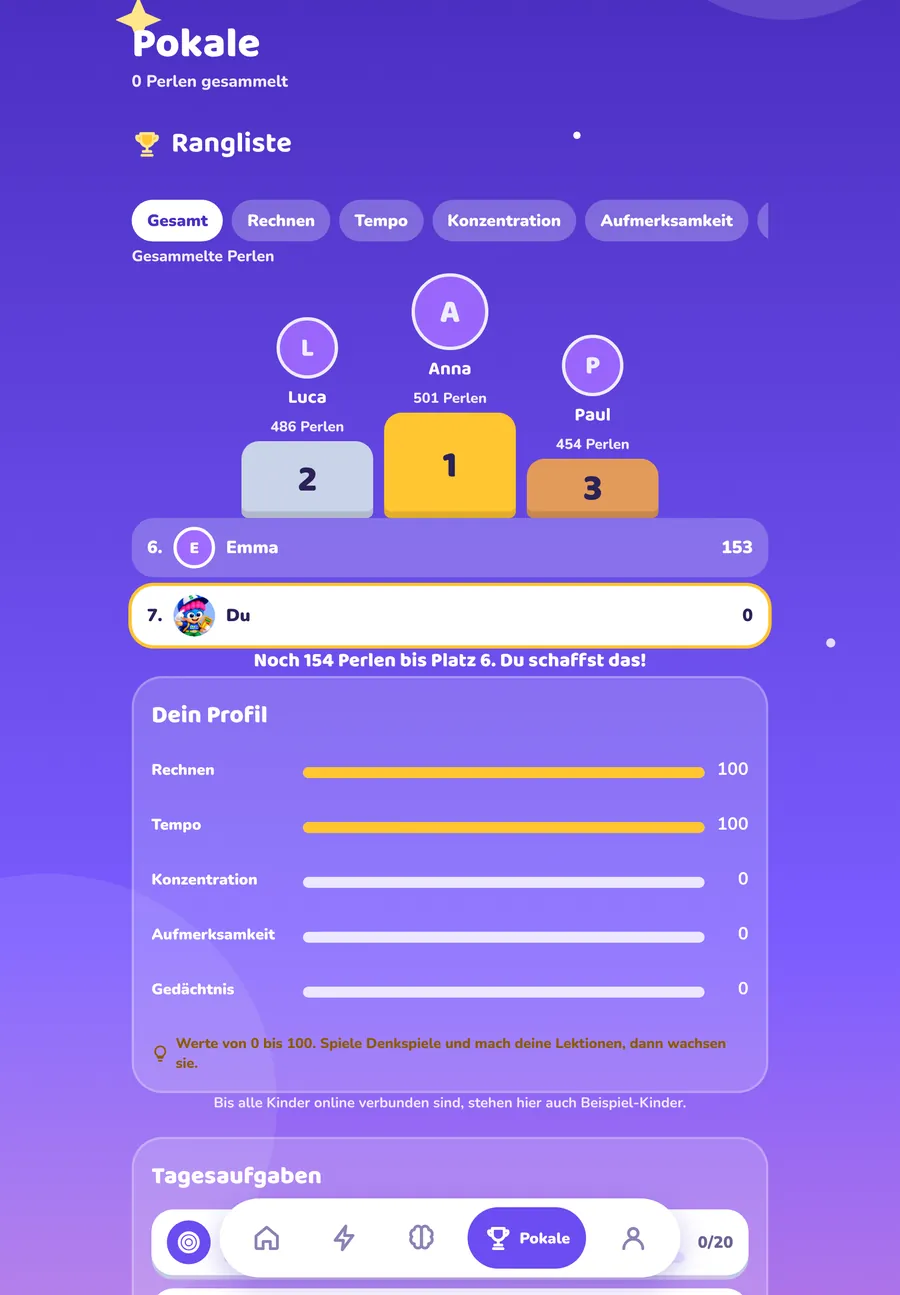 Pokale
0 Perlen gesammelt
Rangliste
Gesamt
Rechnen
Tempo
Konzentration
Aufmerksamkeit
Gesammelte Perlen
A
Anna
501 Perlen
L
Luca
486 Perlen
P
Paul
454 Perlen
2
1
3
6. E Emma 153
7. Du 0
Noch 154 Perlen bis Platz 6. Du schaffst das!
Dein Profil
Rechnen 100
Tempo 100
Konzentration 0
Aufmerksamkeit 0
Gedächtnis 0
Werte von 0 bis 100. Spiele Denkspiele und mach deine Lektionen, dann wachsen
sie.
Bis alle Kinder online verbunden sind, stehen hier auch Beispiel-Kinder.
Tagesaufgaben
Pokale
0/20